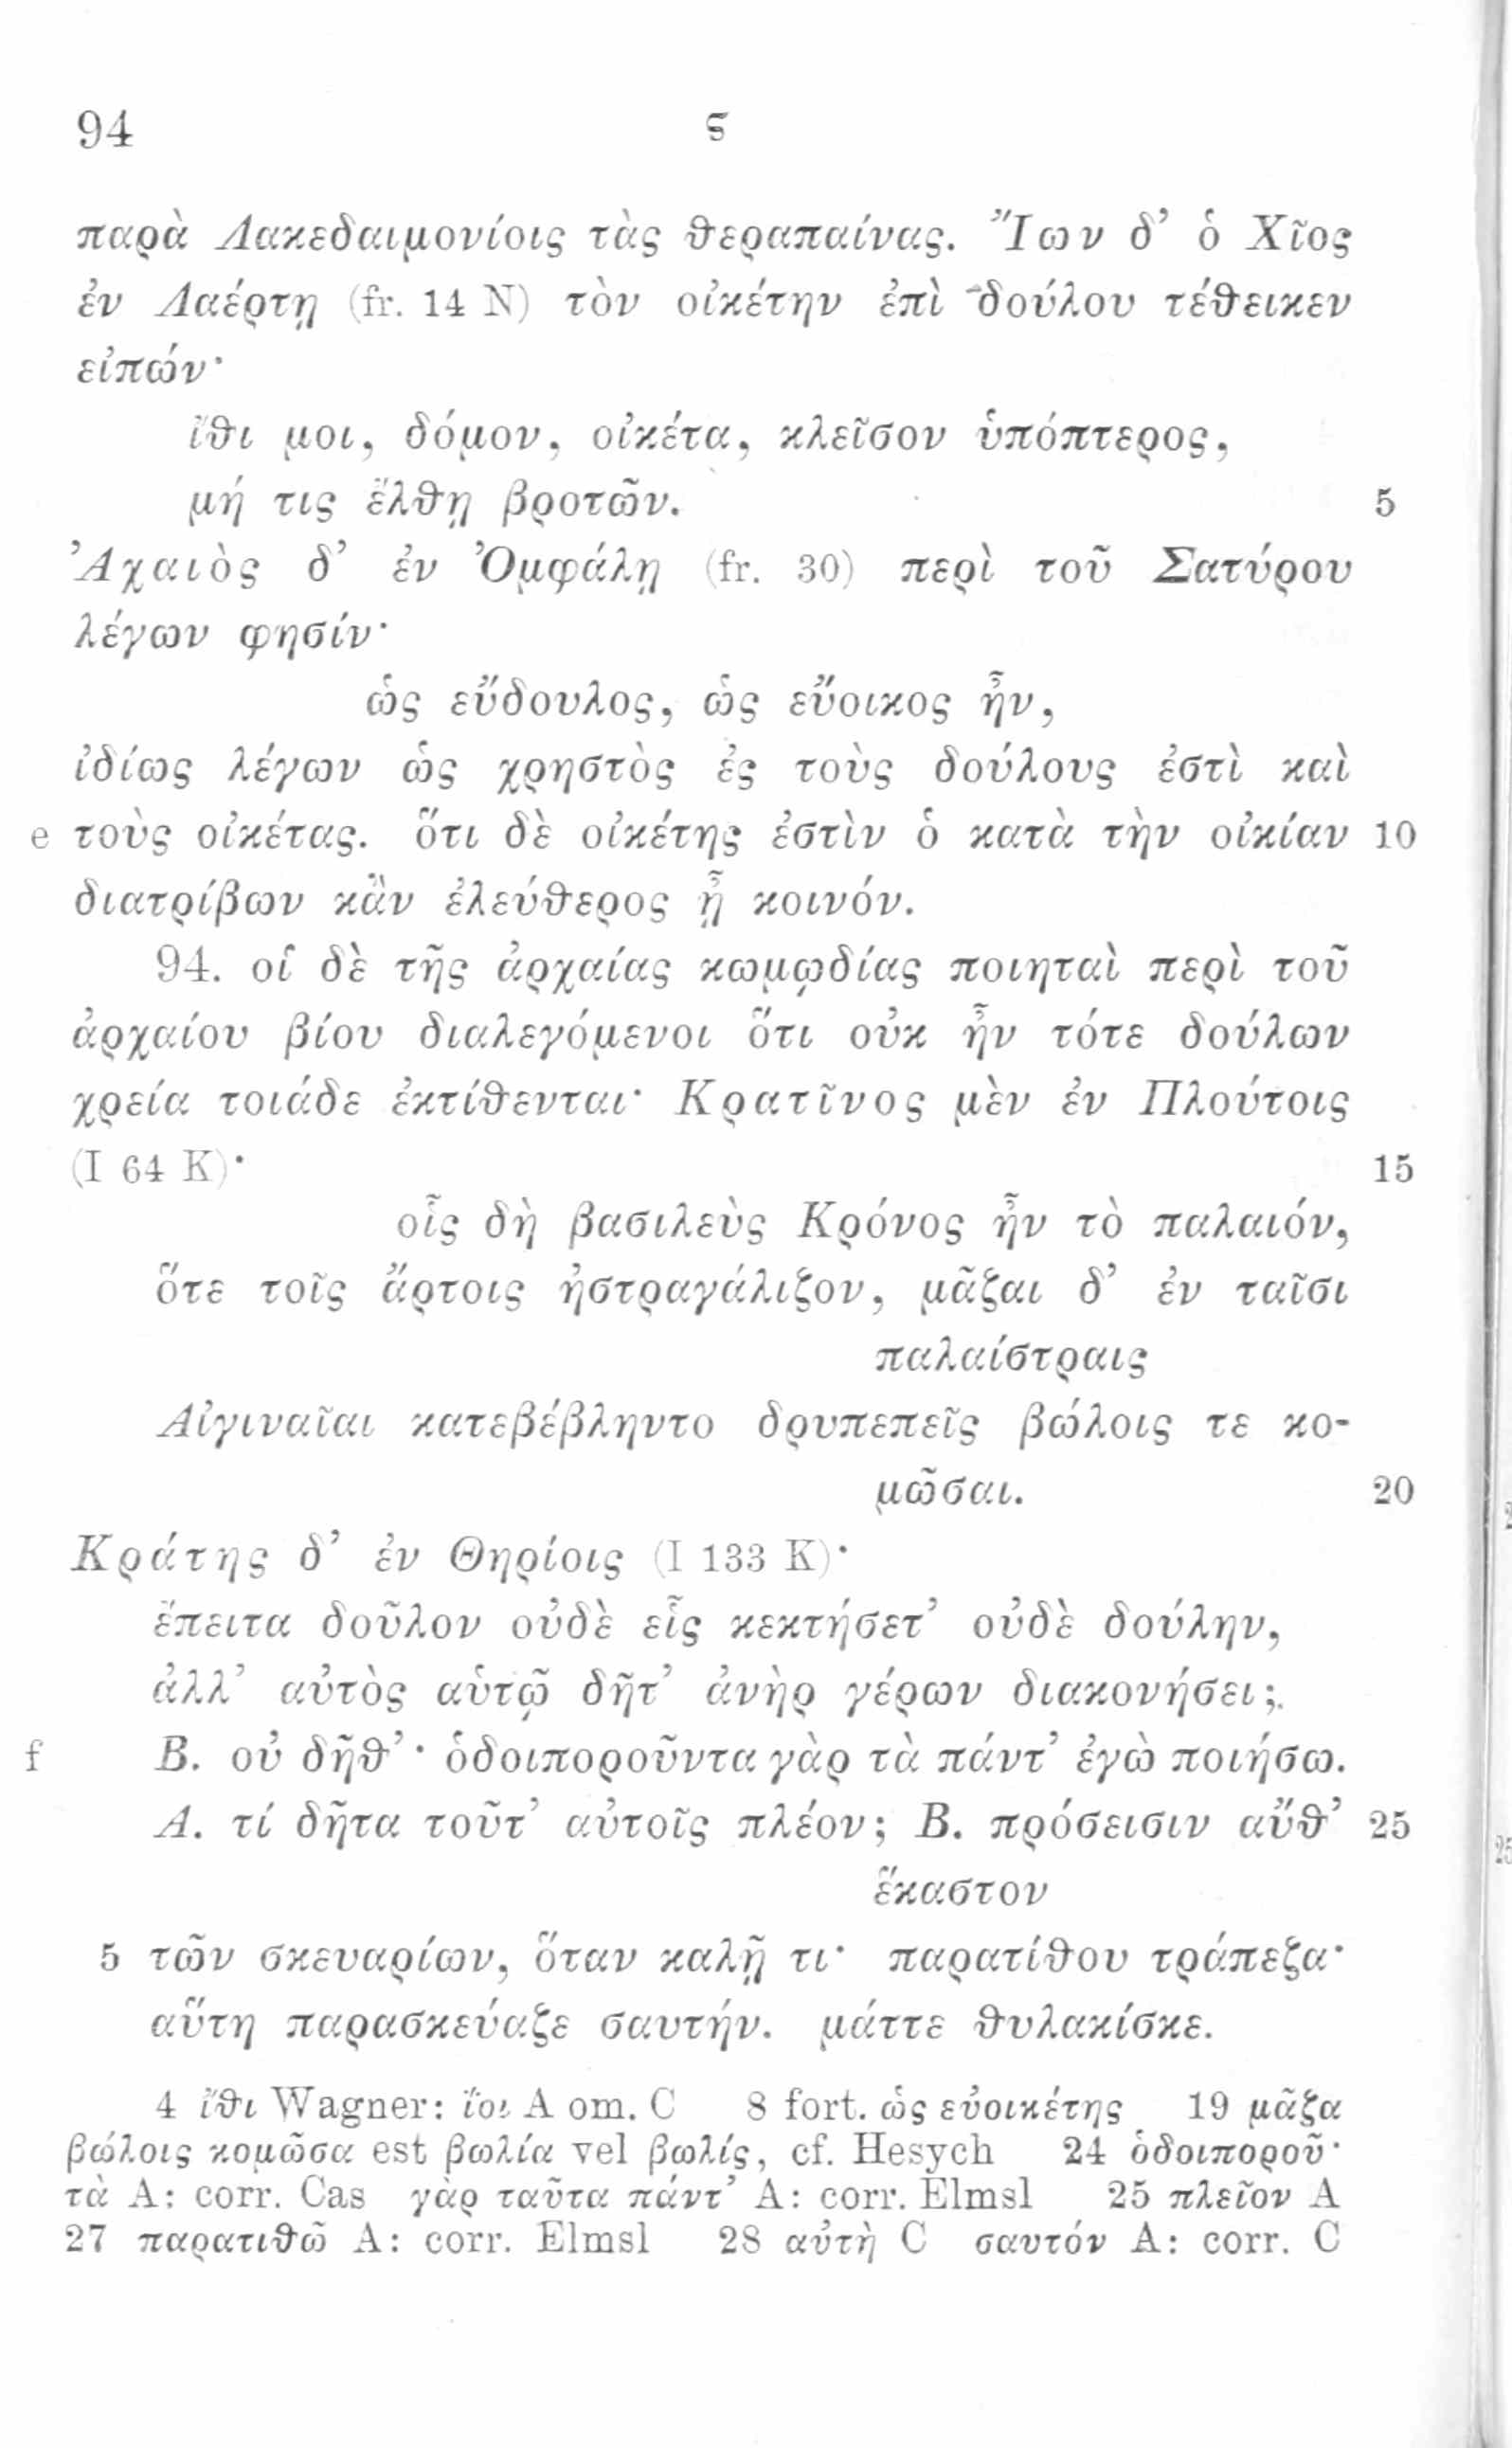 94 ϛ
παρὰ Λακεδαιμονίοις τὰς θεραπαίνας. Ἴων δ’ ὁ Χῖος
ἐν Λαέρτῃ (fr. 14 N) τὸν οἰκέτην ἐπὶ δούλου τέθεικεν
εἰπών·
ἴθι μοι, δόμον, οἰκέτα, κλεῖσον ὑπόπτερος,
μή τις ἔλθῃ βροτῶν. 5
Ἀχαιὸς δ’ ἐν Ὀμφάλῃ (fr. 30) περὶ τοῦ Σατύρου
λέγων φησίν·
ὡς εὔδουλος, ὡς εὔοικος ἦν,
ἰδίως λέγων ὡς χρηστὸς ἐς τοὺς δούλους ἐστὶ καὶ
e τοὺς οἰκέτας. ὅτι δὲ οἰκέτης ἐστὶν ὁ κατὰ τὴν οἰκίαν 10
διατρίβων κἂν ἐλεύθερος ᾖ κοινόν.
94. οἱ δὲ τῆς ἀρχαίας κωμῳδίας ποιηταὶ περὶ τοῦ
ἀρχαίου βίου διαλεγόμενοι ὅτι οὐκ ἦν τότε δούλων
χρεία τοιάδε ἐκτίθενται· Κρατῖνος μὲν ἐν Πλούτοις
(I 64 K)· 15
οἷς δὴ βασιλεὺς Κρόνος ἦν τὸ παλαιόν,
ὅτε τοῖς ἄρτοις ἠστραγάλιζον, μᾶζαι δ’ ἐν ταῖσι
παλαίστραις
Αἰγιναῖαι κατεβέβληντο δρυπεπεῖς βώλοις τε κο-
μῶσαι. 20
Κράτης δ’ ἐν Θηρίοις (I 133 K)·
ἔπειτα δοῦλον οὐδὲ εἷς κεκτήσετ’ οὐδὲ δούλην,
ἀλλ’ αὐτὸς αὑτῷ δῆτ’ ἀνὴρ γέρων διακονήσει;
f B. οὐ δῆθ’· ὁδοιποροῦντα γὰρ τὰ πάντ’ ἐγὼ ποιήσω.
A. τί δῆτα τοῦτ’ αὐτοῖς πλέον; B. πρόσεισιν αὔθ’ 25
ἕκαστον
5 τῶν σκευαρίων, ὅταν καλῇ τι· παρατίθου τράπεζα·
αὕτη παρασκεύαζε σαυτήν. μάττε θυλακίσκε.
4 ἴθι Wagner: ἴοι A om. C 8 fort. ὡς εὐοικέτης 19 μᾶζα
βώλοις κομῶσα est βωλία vel βωλίς, cf. Hesych 24 ὁδοιποροῦ·
τὰ A: corr. Cas γὰρ ταῦτα πάντ’ A: corr. Elmsl 25 πλεῖον A
27 παρατιθῶ A: corr. Elmsl 28 αὐτὴ C σαυτόν A: corr. C